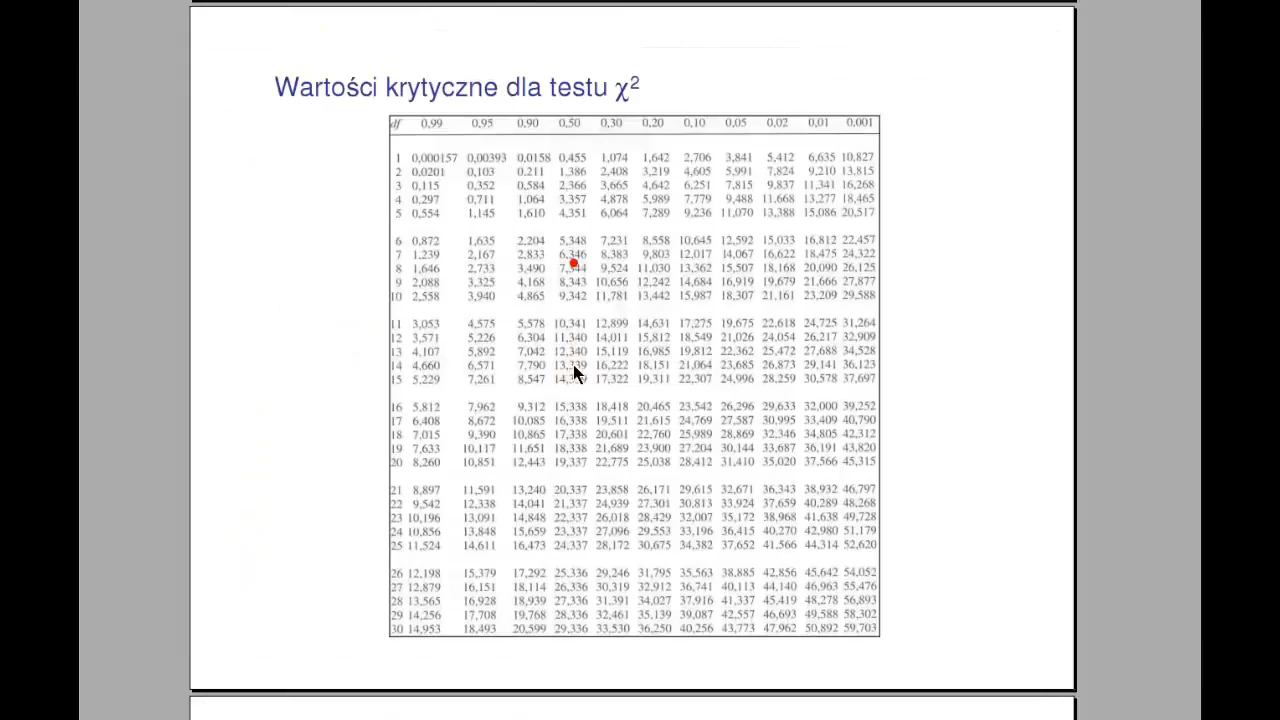 Wartości krytyczne dla testu χ²
df 0,99 0,95 0,90 0,50 0,30 0,20 0,10 0,05 0,02 0,01 0,001
1 0,000157 0,00393 0,0158 0,455 1,074 1,642 2,706 3,841 5,412 6,635 10,827
2 0,0201 0,103 0.211 1,386 2,408 3,219 4,605 5,991 7,824 9,210 13,815
3 0,115 0,352 0,584 2,366 3,665 4,642 6,251 7,815 9.837 11,341 16,268
4 0.297 0,711 1,064 3.357 4,878 5,989 7,779 9,488 11.668 13,277 18,465
5 0,554 1,145 1,610 4,351 6,064 7,289 9,236 11,070 13,388 15,086 20,517
6 0,872 1,635 2,204 5,348 7,231 8,558 10,645 12,592 15,033 16,812 22,457
7 1,239 2,167 2,833 6,346 8,383 9,803 12,017 14,067 16,622 18,475 24,322
8 1,646 2,733 3,490 9,524 11,030 13,362 15,507 18,168 20,090 26,125
9 2,088 3,325 4,168 8,343 10,656 12,242 14,684 16,919 19,679 21,666 27,877
10 2,558 3,940 4.865 9,342 11,781 13,442 15,987 18,307 21,161 23,209 29,588
11 3,053 4,575 5,578 10,341 12,899 14,631 17,275 19,675 22,618 24,725 31,264
12 3,571 5,226 6.304 11,340 14,011 15,812 18,549 21,026 24,054 26,217 32,909
13 4,107 5,892 7,042 12,340 15,119 16,985 19,812 22,362 25,472 27,688 34,528
14 4,660 6,571 7,790 13,339 16,222 18,151 21,064 23,685 26,873 29,141 36,123
15 5,229 7,261 8,547 17,322 19,311 22,307 24,996 28,259 30,578 37,697
16 5,812 7,962 9,312 15,338 18,418 20,465 23,542 26,296 29,633 32,000 39,252
17 6,408 8,672 10,085 16,338 19,511 21,615 24,769 27,587 30,995 33,409 40,790
18 7,015 9,390 10,865 17,338 20,601 22,760 25,989 28,869 32,346 34,805 42,312
19 7,633 10,117 11,651 18,338 21,689 23,900 27.204 30,144 33,687 36,191 43,820
20 8,260 10,851 12,443 19,337 22,775 25,038 28,412 31,410 35,020 37,566 45,315
21 8,897 11,591 13,240 20,337 23,858 26,171 29,615 32,671 36,343 38,932 46,797
22 9,542 12,338 14,041 21,337 24,939 27,301 30,813 33,924 37,659 40,289 48,268
23 10,196 13,091 14,848 22,337 26,018 28,429 32,007 35,172 38,968 41,638 49,728
24 10,856 13,848 15,659 23,337 27,096 29,553 33,196 36,415 40,270 42,980 51,179
25 11,524 14,611 16,473 24,337 28,172 30,675 34,382 37,652 41,566 44,314 52,620
26 12,198 15,379 17,292 25,336 29,246 31,795 35,563 38,885 42,856 45,642 54,052
27 12,879 16,151 18,114 26,336 30,319 32,912 36,741 40,113 44,140 46,963 55,476
28 13,565 16,928 18,939 27,336 31,391 34,027 37,916 41,337 45,419 48,278 56,893
29 14,256 17,708 19,768 28,336 32,461 35,139 39,087 42,557 46,693 49,588 58,302
30 14,953 18,493 20,599 29,336 33,530 36,250 40,256 43,773 47,962 50,892 59,703